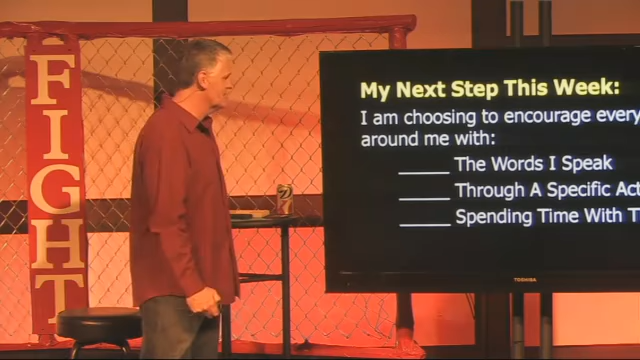 FIGHT
My Next Step This Week:
I am choosing to encourage every
around me with:
_____ The Words I Speak
_____ Through A Specific Act
_____ Spending Time With T
TOSHIBA